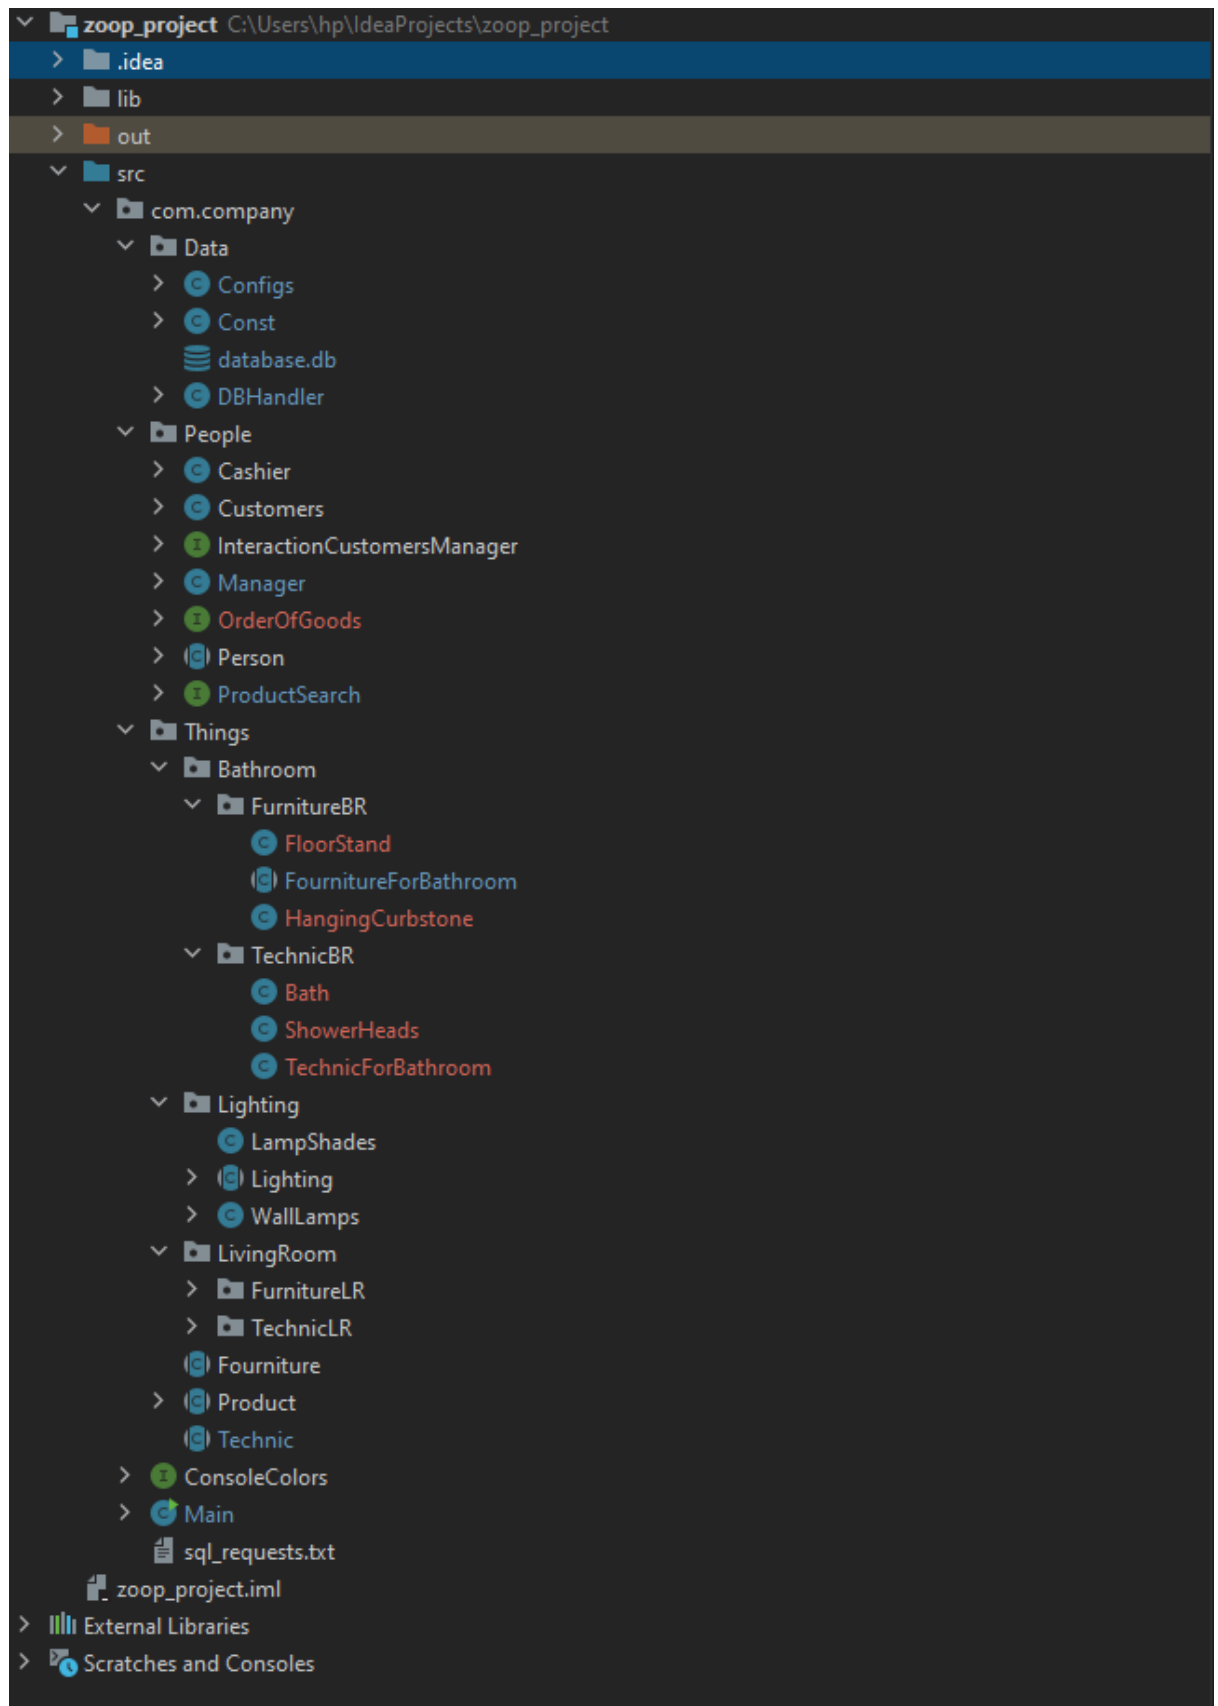 zoop_project C:\Users\hp\IdeaProjects\zoop_project
.idea
lib
out
src
com.company
Data
Configs
Const
database.db
DBHandler
People
Cashier
Customers
InteractionCustomersManager
Manager
OrderOfGoods
Person
ProductSearch
Things
Bathroom
FurnitureBR
FloorStand
FournitureForBathroom
HangingCurbstone
TechnicBR
Bath
ShowerHeads
TechnicForBathroom
Lighting
LampShades
Lighting
WallLamps
LivingRoom
FurnitureLR
TechnicLR
Fourniture
Product
Technic
ConsoleColors
Main
sql_requests.txt
zoop_project.iml
External Libraries
Scratches and Consoles